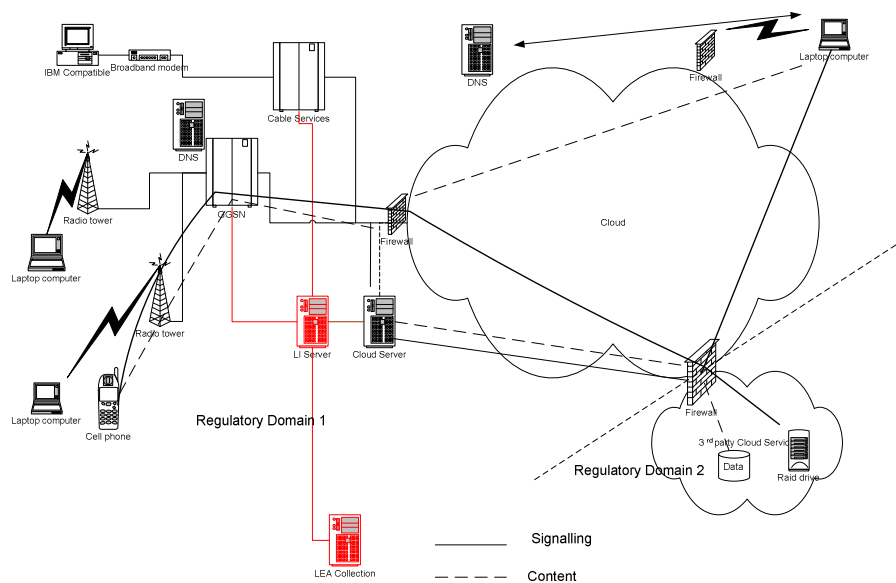 IBM Compatible
Broadband modem
Cable Services
DNS
Firewall
Laptop computer
DNS
Radio tower
GGSN
Firewall
Cloud
Laptop computer
Radio tower
LI Server
Cloud Server
Laptop computer
Cell phone
Regulatory Domain 1
Firewall
3 rd party Cloud Servic
Regulatory Domain 2
Data
Raid drive
LEA Collection
Signalling
Content